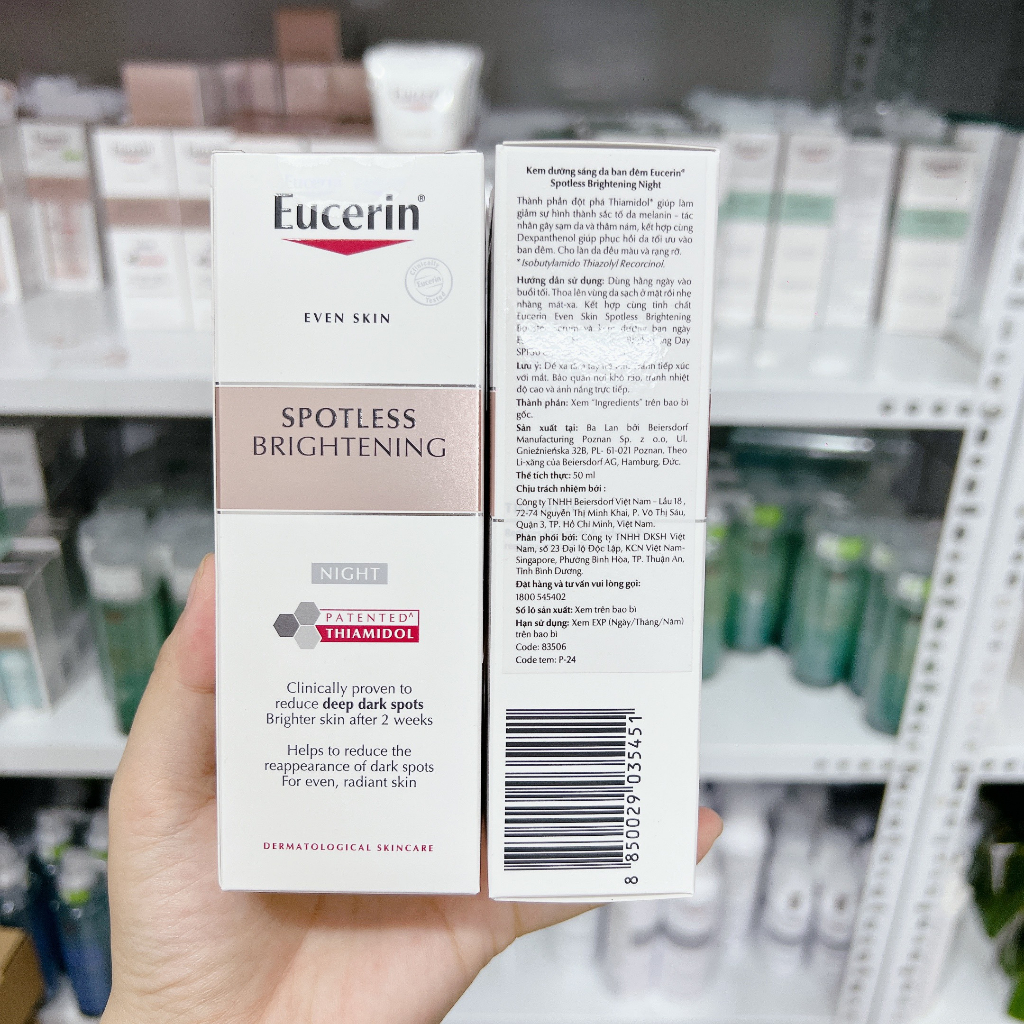 Eucerin®
Clinically
Eucerin
Tested
EVEN SKIN
SPOTLESS
BRIGHTENING
NIGHT
PATENTED^
THIAMIDOL
Clinically proven to
reduce deep dark spots
Brighter skin after 2 weeks
Helps to reduce the
reappearance of dark spots
For even, radiant skin
DERMATOLOGICAL SKINCARE
Kem dưỡng sáng da ban đêm Eucerin®
Spotless Brightening Night
Thành phần đột phá Thiamidol* giúp làm
giảm sự hình thành sắc tố da melanin - tác
nhân gây sạm da và thâm nám, kết hợp cùng
Dexpanthenol giúp phục hồi da tối ưu vào
ban đêm. Cho làn da đều màu và rạng rỡ.
*Isobutylamido Thiazolyl Recorcinol.
Hướng dẫn sử dụng: Dùng hằng ngày vào
buổi tối. Thoa lên vùng da sạch ở mặt rồi nhẹ
nhàng mát-xa. Kết hợp cùng tinh chất
Eucerin Even Skin Spotless Brightening
ban ngày
Day
Lưu ý: Để xa tránh tiếp xúc
với mắt. Bảo quản nơi khô ráo, tránh nhiệt
độ cao và ánh nắng trực tiếp.
Thành phần: Xem "Ingredients" trên bao bì
gốc.
Sản xuất tại: Ba Lan bởi Beiersdorf
Manufacturing Poznan Sp. z o.o, Ul.
Gnieźnieńska 32B, PL- 61-021 Poznan. Theo
Li-xăng của Beiersdorf AG, Hamburg, Đức.
Thể tích thực: 50 ml
Chịu trách nhiệm bởi :
Công ty TNHH Beiersdorf Việt Nam - Lầu 18 ,
72-74 Nguyễn Thị Minh Khai, P. Võ Thị Sáu,
Quận 3, TP. Hồ Chí Minh, Việt Nam.
Phân phối bởi: Công ty TNHH DKSH Việt
Nam, số 23 Đại lộ Độc Lập, KCN Việt Nam-
Singapore, Phường Bình Hòa, TP. Thuận An,
Tỉnh Bình Dương.
Đặt hàng và tư vấn vui lòng gọi:
1800 545402
Số lô sản xuất: Xem trên bao bì
Hạn sử dụng: Xem EXP (Ngày/Tháng/Năm)
trên bao bì
Code: 83506
Code tem: P-24
8 850029 035451